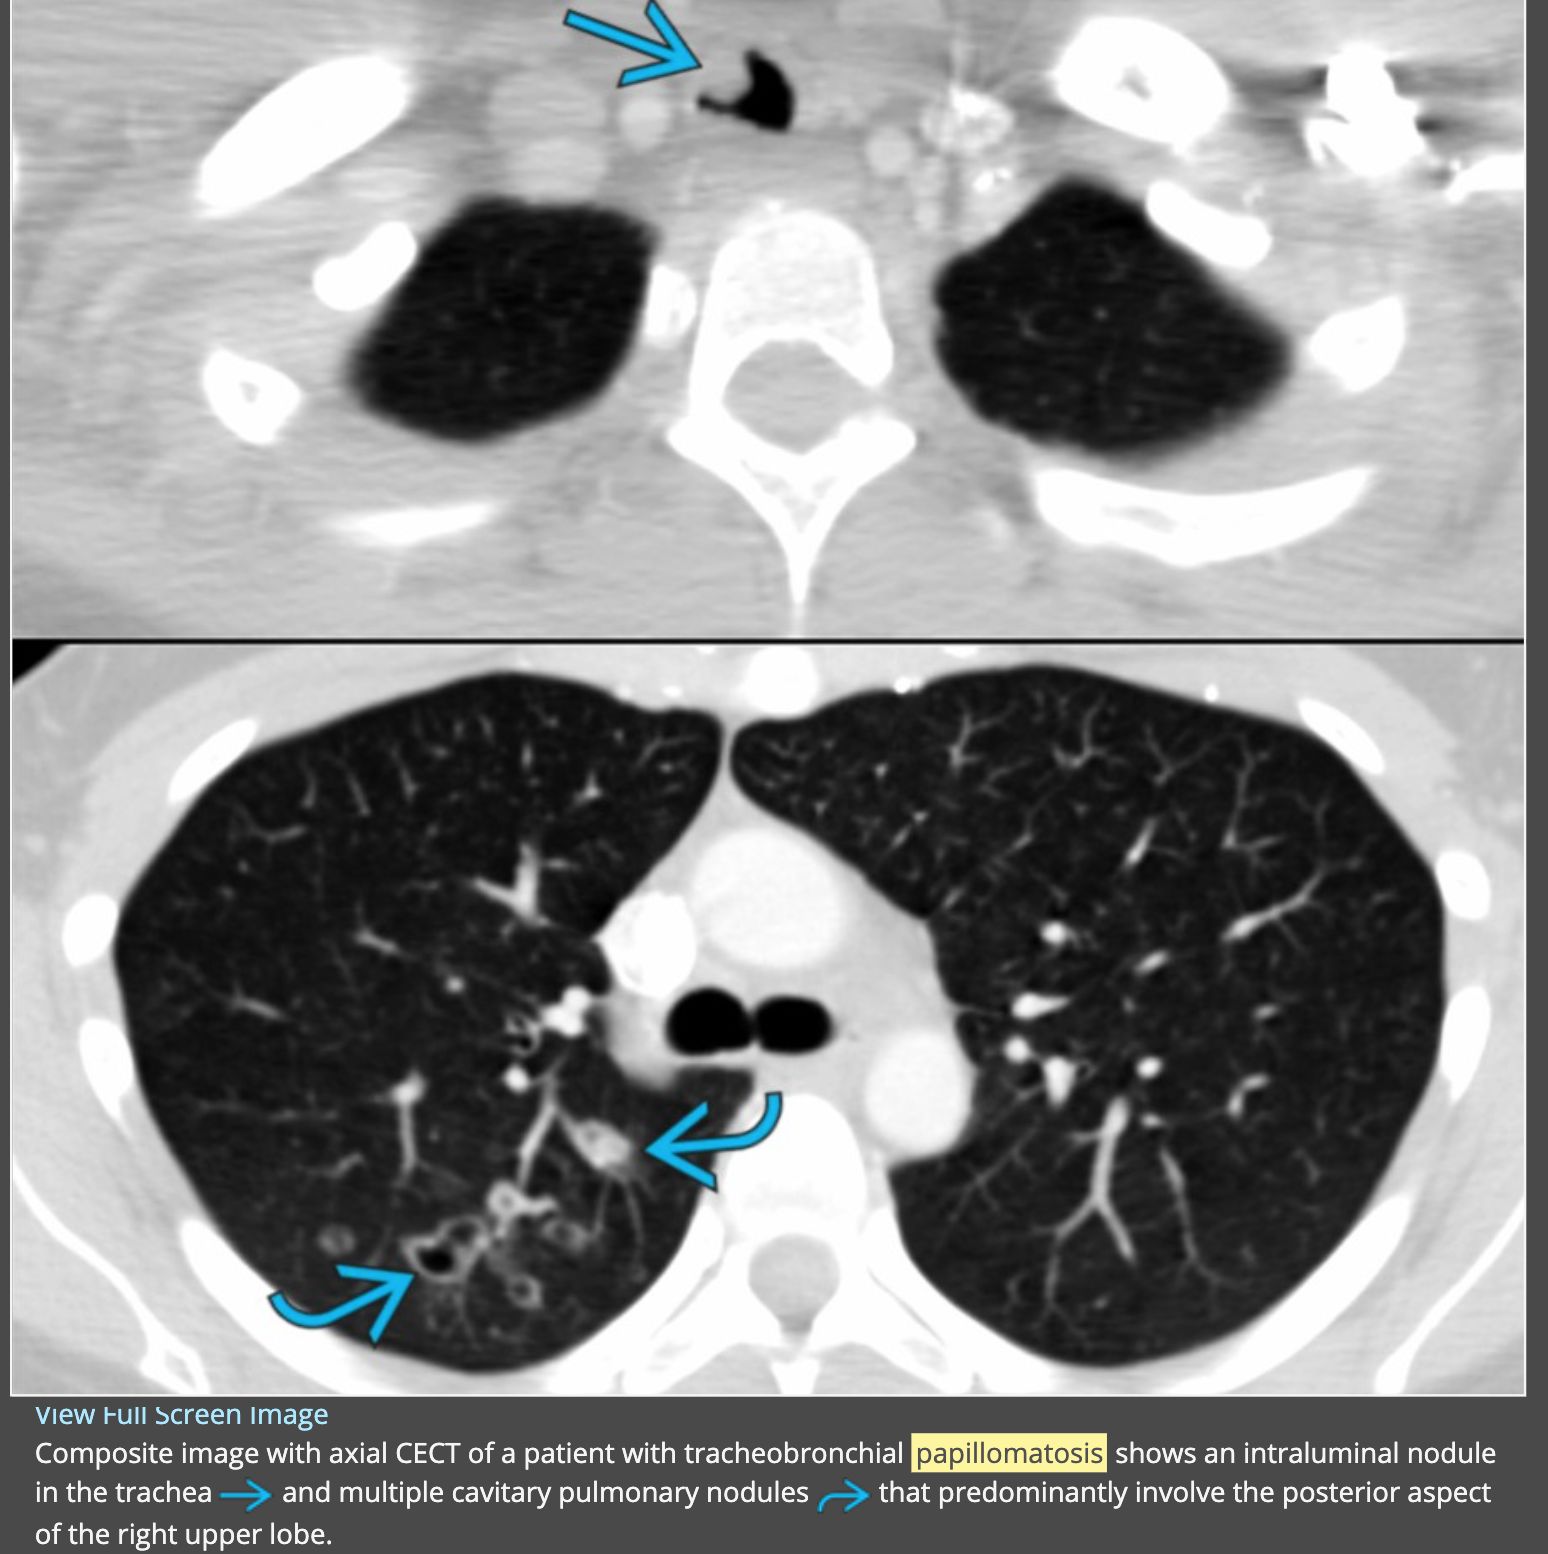 View Full Screen Image
Composite image with axial CECT of a patient with tracheobronchial papillomatosis shows an intraluminal nodule
in the trachea and multiple cavitary pulmonary nodules that predominantly involve the posterior aspect
of the right upper lobe.